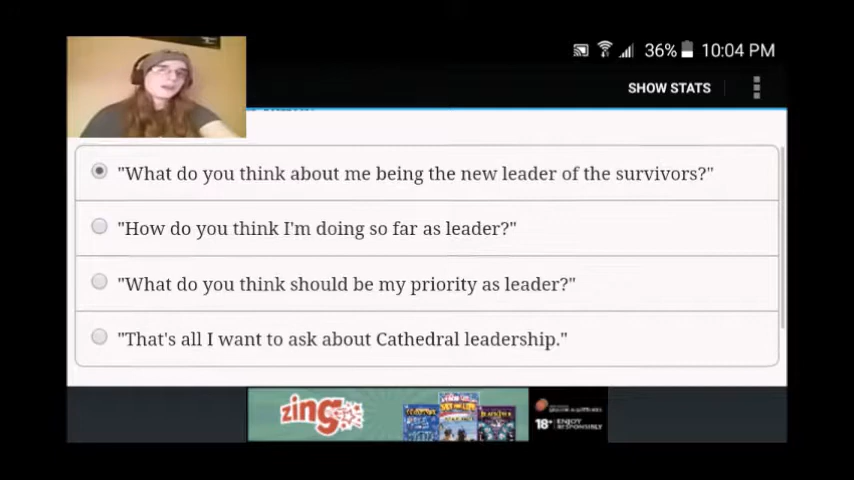 36% 10:04 PM
SHOW STATS
"What do you think about me being the new leader of the survivors?"
"How do you think I'm doing so far as leader?"
"What do you think should be my priority as leader?"
"That's all I want to ask about Cathedral leadership."
zing
18+ ENJOY
RESPONSIBLY